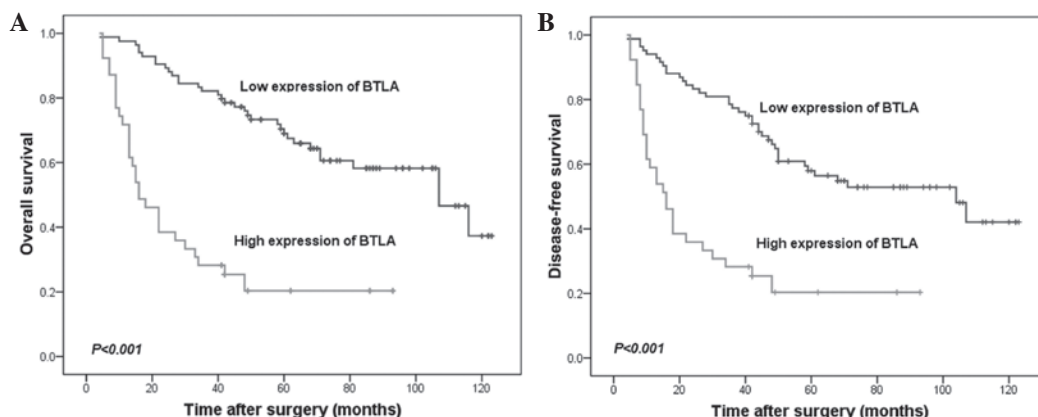 A
Overall survival
1.0
0.8
0.6
0.4
0.2
0.0
Low expression of BTLA
High expression of BTLA
P<0.001
0 20 40 60 80 100 120
Time after surgery (months)
B
Disease-free survival
1.0
0.8
0.6
0.4
0.2
0.0
Low expression of BTLA
High expression of BTLA
P<0.001
0 20 40 60 80 100 120
Time after surgery (months)